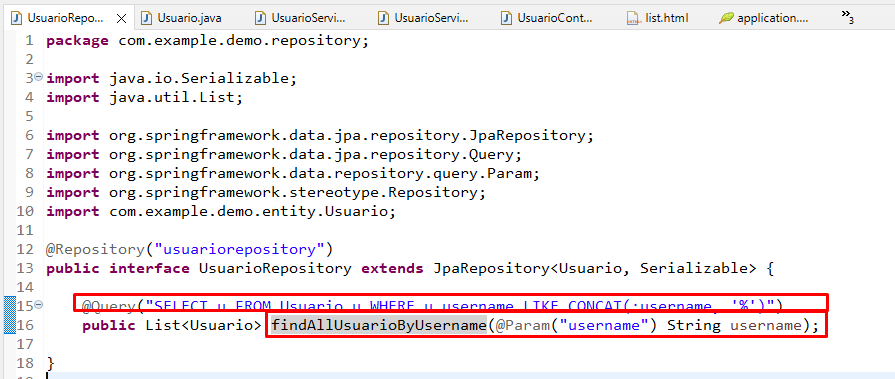 UsuarioRepo... Usuario.java UsuarioServi... UsuarioServi... UsuarioCont... list.html application.... »3
1 package com.example.demo.repository;
2
3 import java.io.Serializable;
4 import java.util.List;
5
6 import org.springframework.data.jpa.repository.JpaRepository;
7 import org.springframework.data.jpa.repository.Query;
8 import org.springframework.data.repository.query.Param;
9 import org.springframework.stereotype.Repository;
10 import com.example.demo.entity.Usuario;
11
12 @Repository("usuariorepository")
13 public interface UsuarioRepository extends JpaRepository<Usuario, Serializable> {
14
15 @Query("SELECT u FROM Usuario u WHERE u.username LIKE CONCAT(:username, '%')")
16 public List<Usuario> findAllUsuarioByUsername(@Param("username") String username);
17
18 }